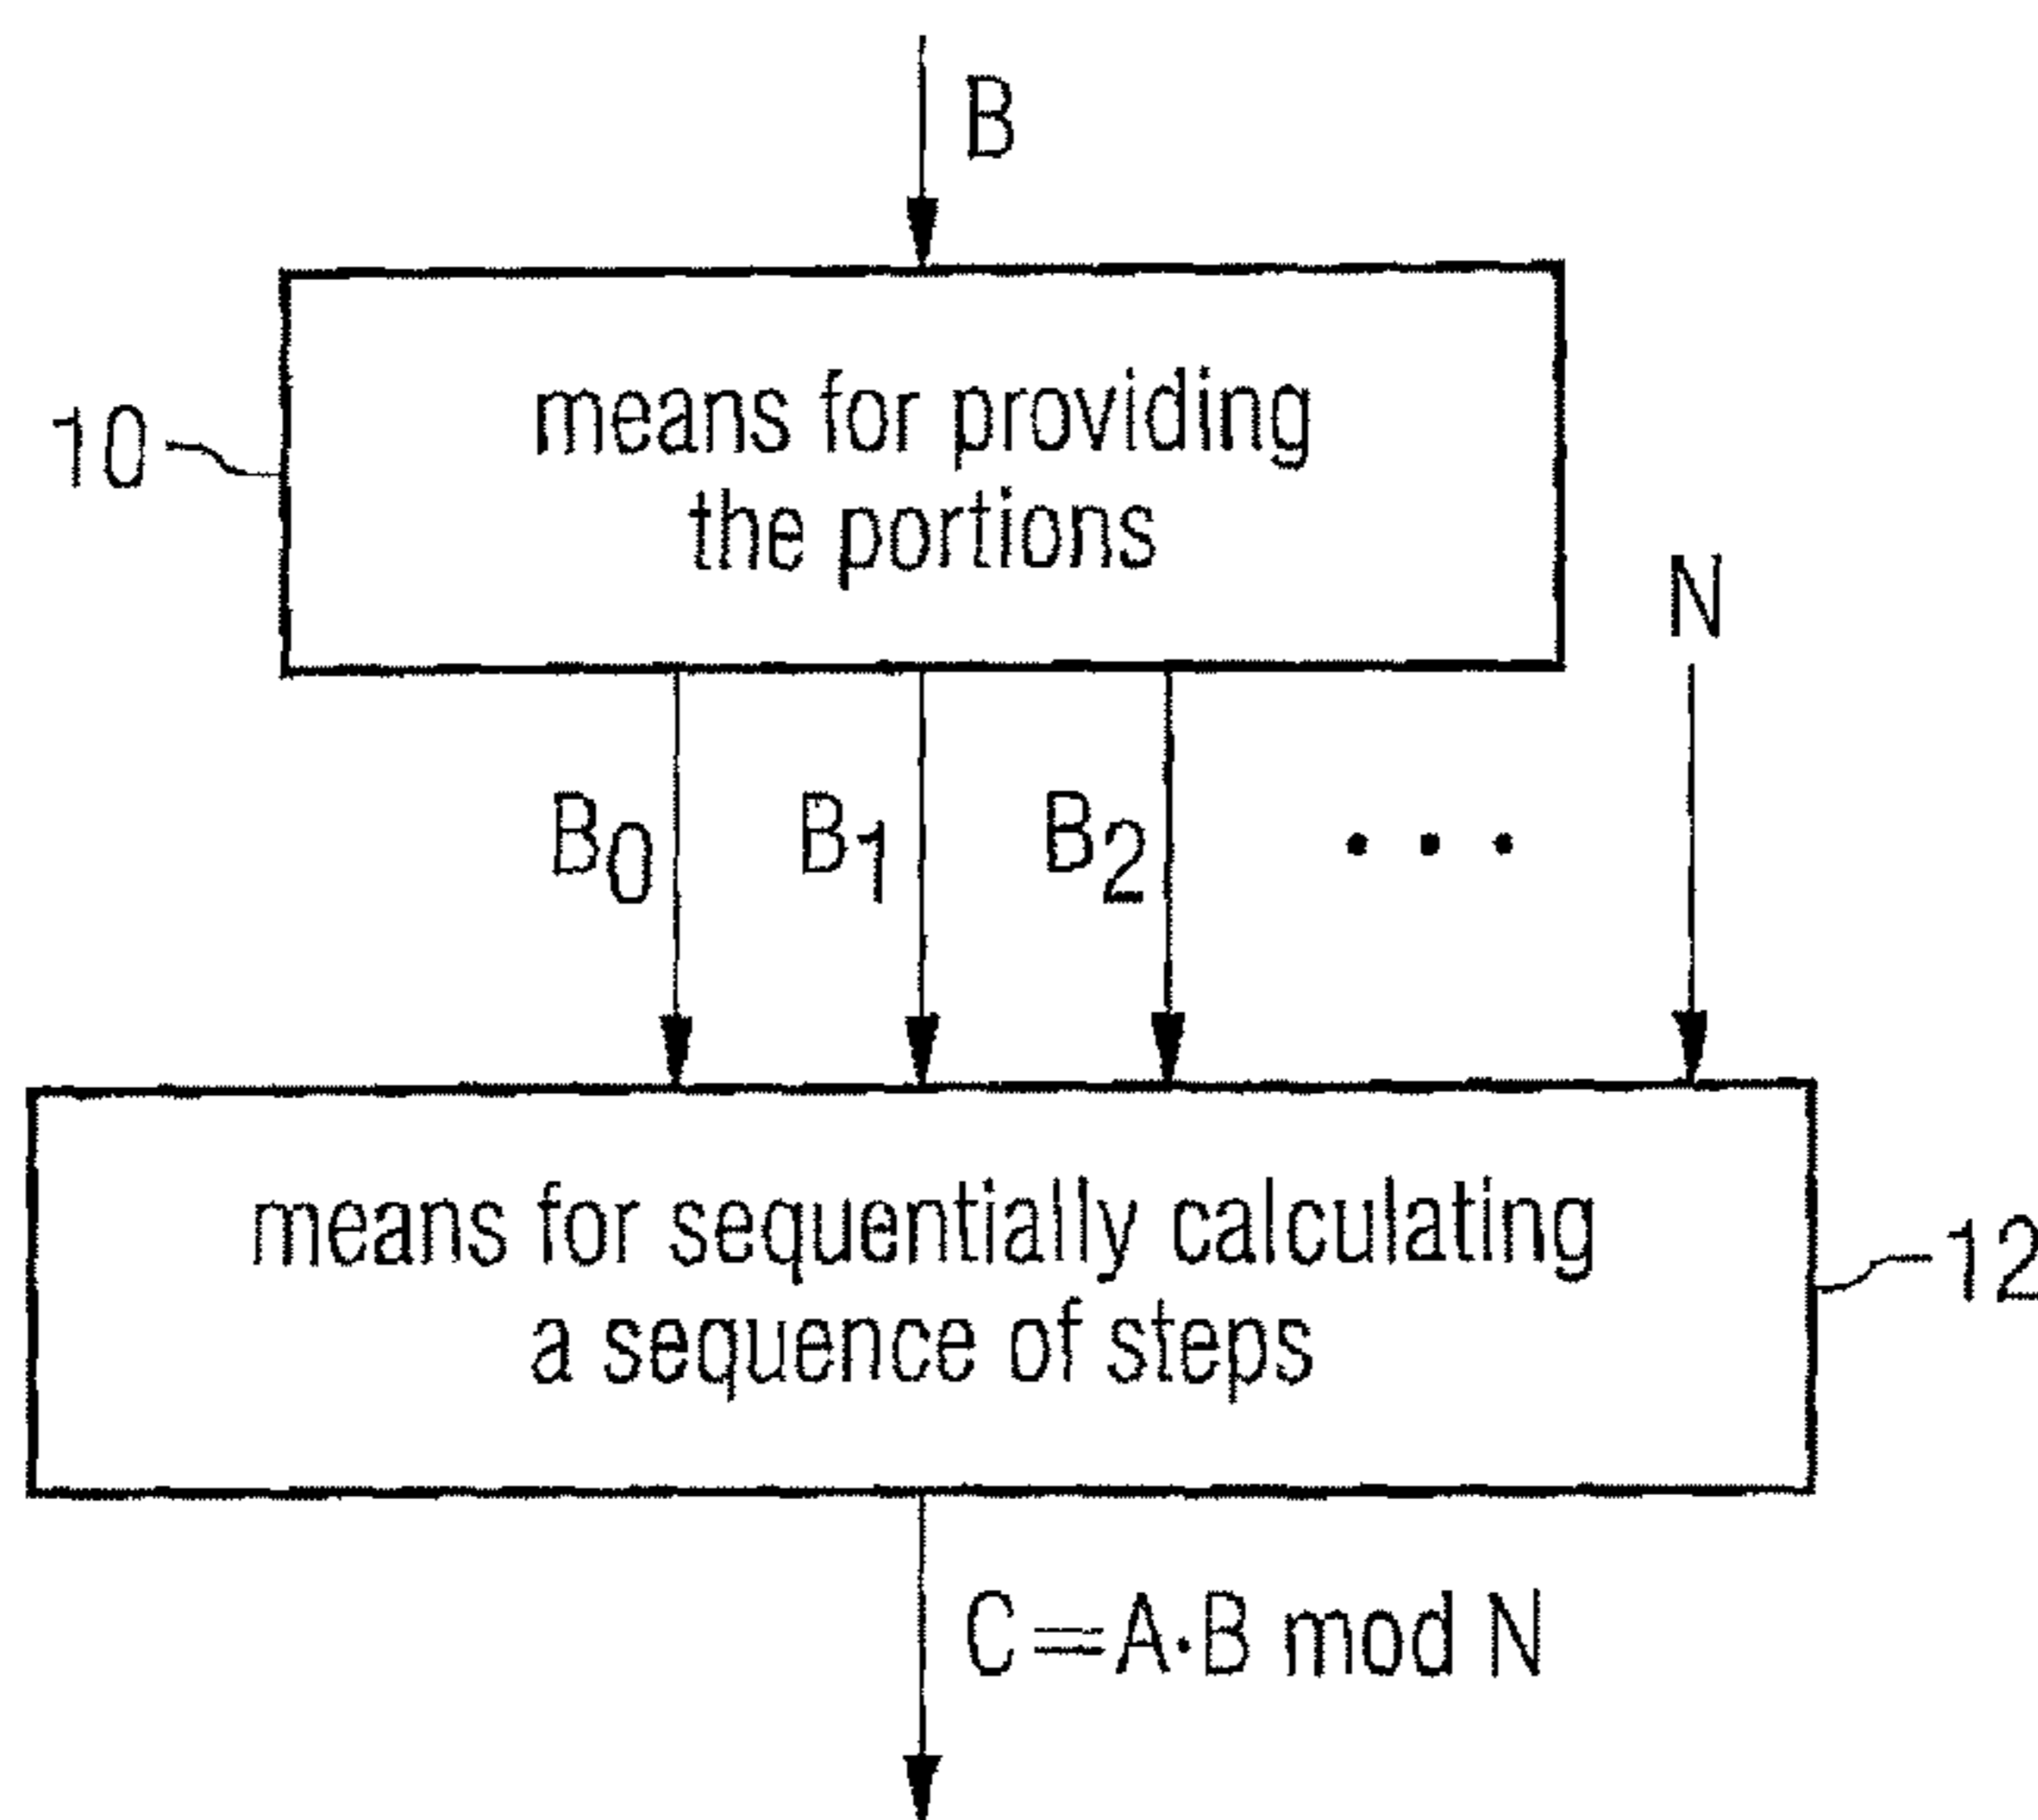 B
10
means for providing
the portions
N
B0 B1 B2 • • •
means for sequentially calculating
a sequence of steps
12
C=A·B mod N